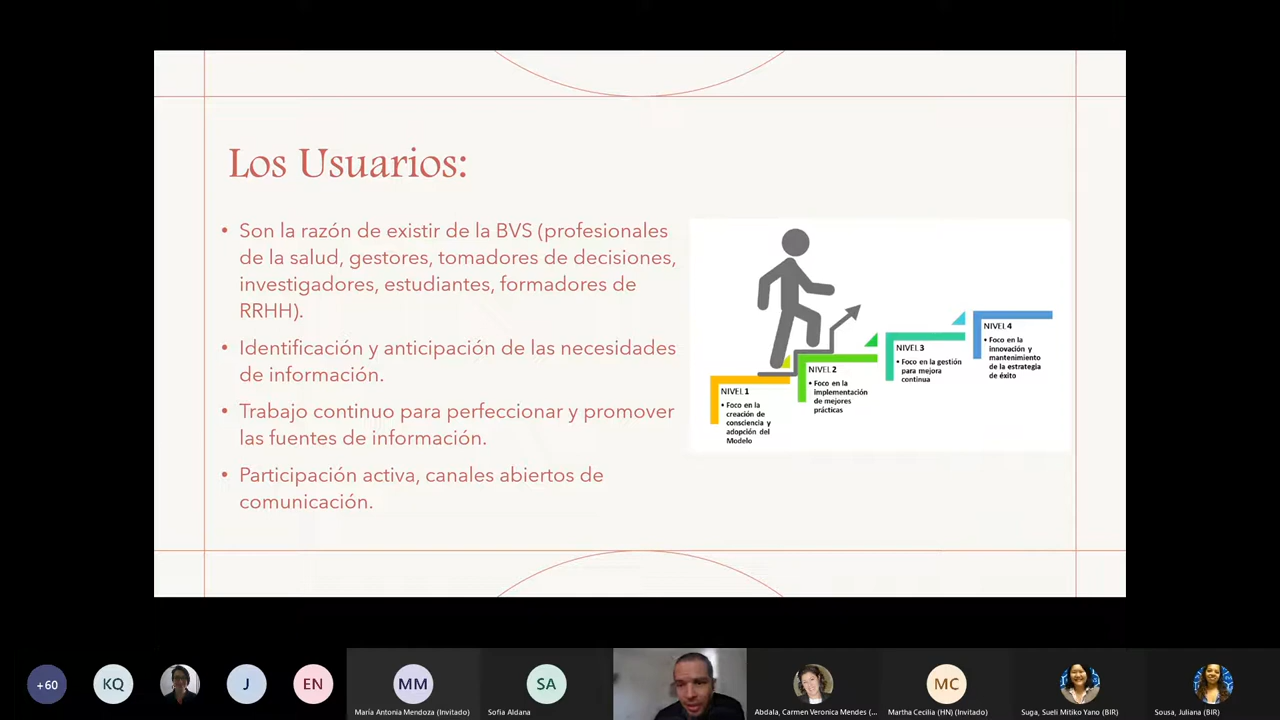 Los Usuarios:
• Son la razón de existir de la BVS (profesionales
de la salud, gestores, tomadores de decisiones,
investigadores, estudiantes, formadores de
RRHH).
• Identificación y anticipación de las necesidades
de información.
• Trabajo continuo para perfeccionar y promover
las fuentes de información.
• Participación activa, canales abiertos de
comunicación.
NIVEL 1
• Foco en la
creación de
consciencia y
adopción del
Modelo
NIVEL 2
• Foco en la
implementación
de mejores
prácticas
NIVEL 3
• Foco en la gestión
para mejora
continua
NIVEL 4
• Foco en la
innovación y
mantenimiento
de la estrategia
de éxito
+60
KQ
J
EN
MM
María Antonia Mendoza (Invitado)
SA
Sofia Aldana
Abdala, Carmen Veronica Mendes (...
MC
Martha Cecilia (HN) (Invitado)
Suga, Sueli Mitiko Yano (BIR)
Sousa, Juliana (BIR)